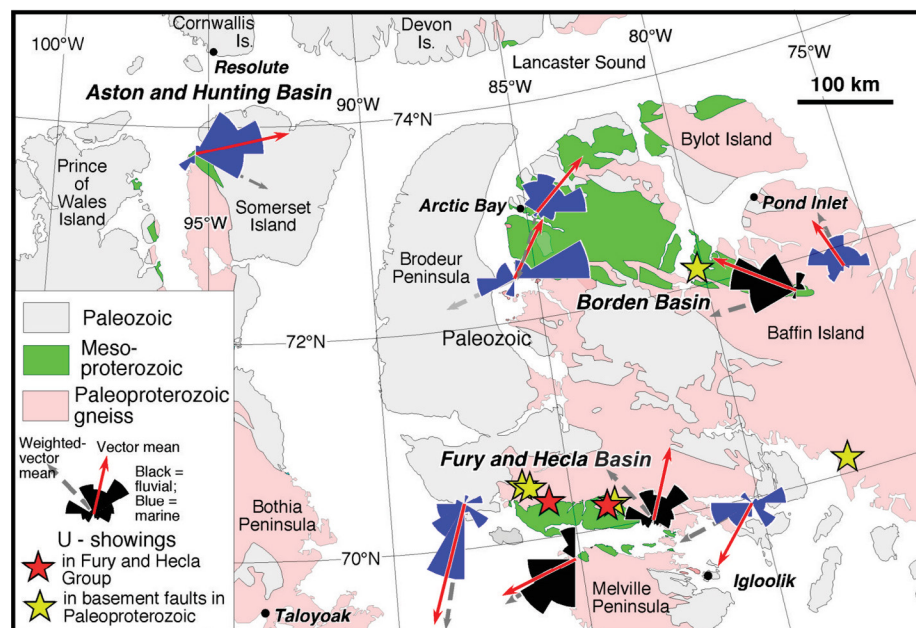 100°W
Cornwallis
Is.
Resolute
Devon
Is.
Lancaster Sound
80°W
75°W
85°W
100 km
Aston and Hunting Basin
90°W
74°N
Bylot Island
Prince
of Wales
Island
Somerset
Island
95°W
Arctic Bay
Pond Inlet
Brodeur
Peninsula
Borden Basin
Baffin Island
Paleozoic
72°N
Paleozoic
Meso-
proterozoic
Paleoproterozoic
gneiss
Weighted-
vector
mean
Vector mean
Black =
fluvial;
Blue =
marine
U - showings
in Fury and Hecla
Group
in basement faults in
Paleoproterozoic
Fury and Hecla Basin
Bothia
Peninsula
70°N
Melville
Peninsula
Igloolik
Taloyoak